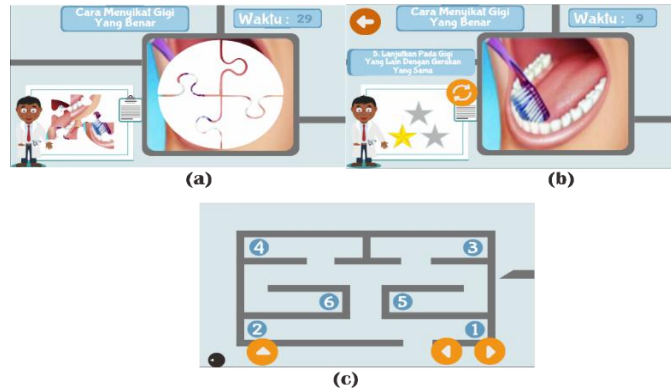 Cara Menyikat Gigi
Yang Benar
Waktu : 29
(a)
Cara Menyikat Gigi
Yang Benar
Waktu : 9
5. Lanjutkan Pada Gigi
Yang Lain Dengan Gerakan
Yang Sama
(b)
4
3
6
5
2
1
(c)